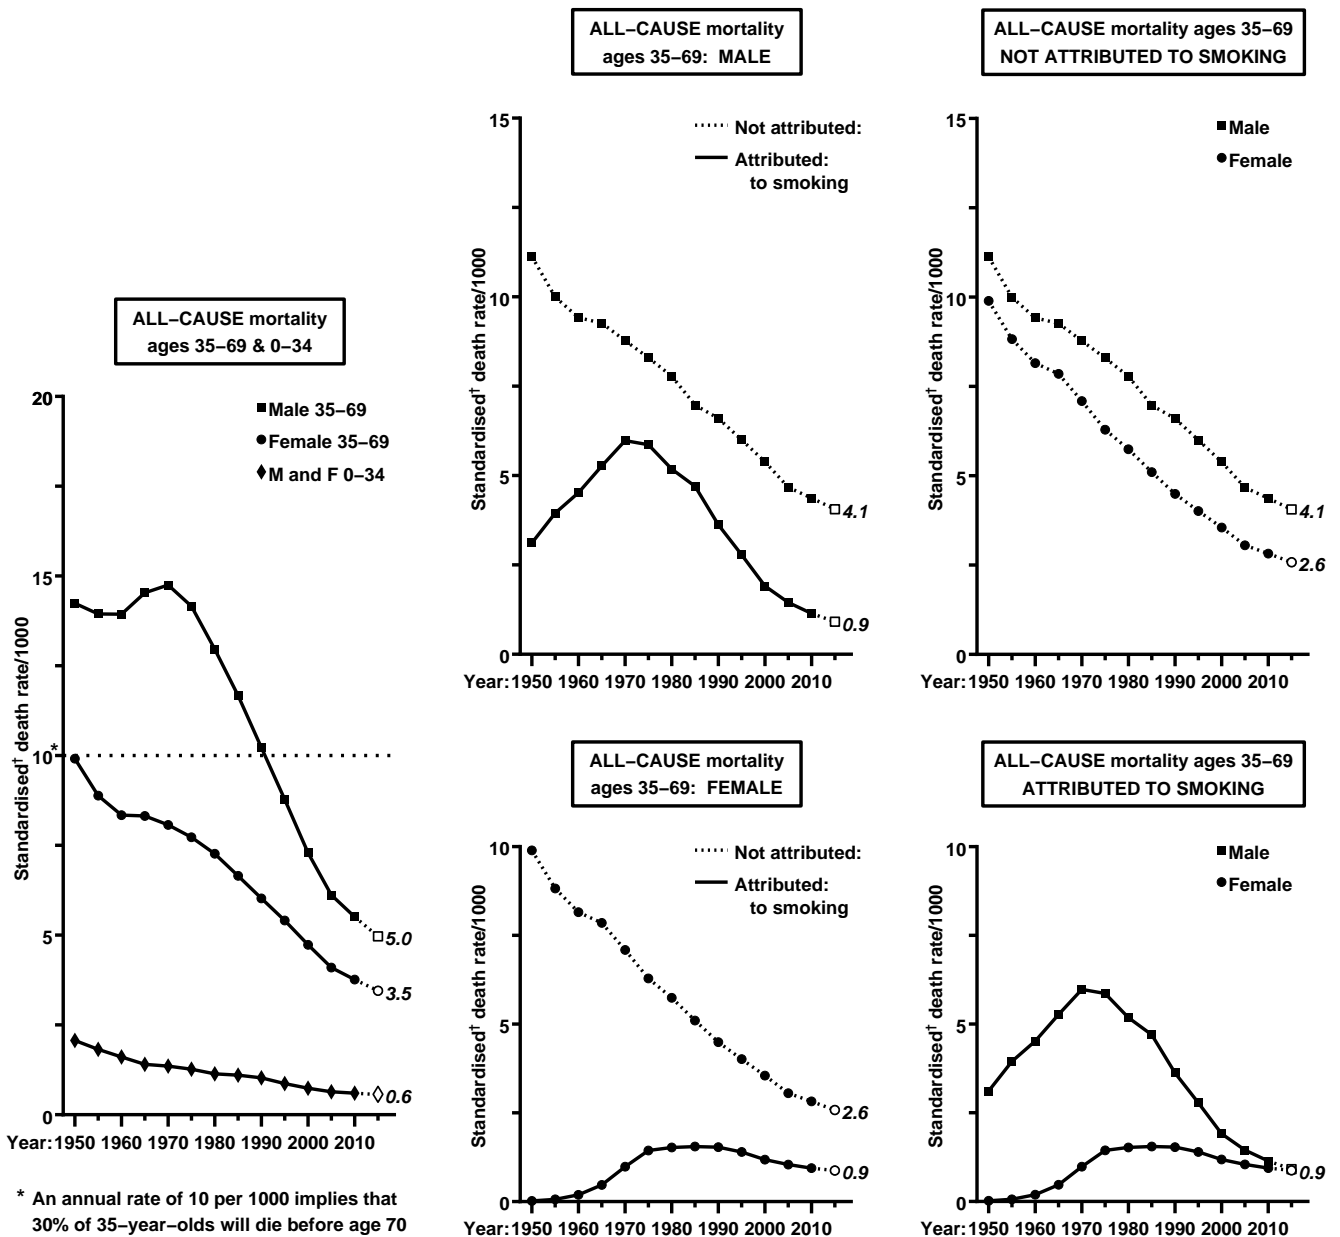 ALL–CAUSE mortality
ages 35–69 & 0–34
Standardised† death rate/1000
20
15
10
*
5
0
Male 35–69
Female 35–69
M and F 0–34
5.0
3.5
0.6
Year: 1950 1960 1970 1980 1990 2000 2010
* An annual rate of 10 per 1000 implies that
30% of 35–year–olds will die before age 70
ALL–CAUSE mortality
ages 35–69: MALE
Standardised† death rate/1000
15
10
5
0
Not attributed:
Attributed:
to smoking
4.1
0.9
Year: 1950 1960 1970 1980 1990 2000 2010
ALL–CAUSE mortality ages 35–69
NOT ATTRIBUTED TO SMOKING
Standardised† death rate/1000
15
10
5
0
Male
Female
4.1
2.6
Year: 1950 1960 1970 1980 1990 2000 2010
ALL–CAUSE mortality
ages 35–69: FEMALE
Standardised† death rate/1000
10
5
0
Not attributed:
Attributed:
to smoking
2.6
0.9
Year: 1950 1960 1970 1980 1990 2000 2010
ALL–CAUSE mortality ages 35–69
ATTRIBUTED TO SMOKING
Standardised† death rate/1000
10
5
0
Male
Female
0.9
Year: 1950 1960 1970 1980 1990 2000 2010